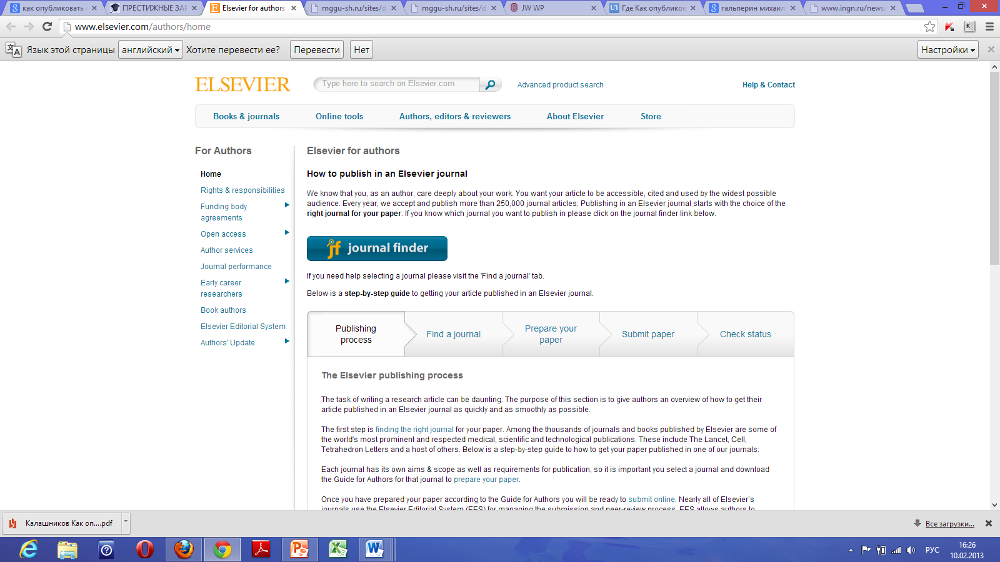 как опубликовать
ПРЕСТИЖНЫЕ ЗАР
Elsevier for authors
mggu-sh.ru/sites/d
mggu-sh.ru/sites/d
JW WP
Где Как опубликов
гальперин михаил
www.ingn.ru/news
www.elsevier.com/authors/home
Язык этой страницы английский Хотите перевести ее? Перевести Нет Настройки
ELSEVIER
Type here to search on Elsevier.com
Advanced product search
Help & Contact
Books & journals Online tools Authors, editors & reviewers About Elsevier Store
For Authors
Home
Rights & responsibilities
Funding body
agreements
Open access
Author services
Journal performance
Early career
researchers
Book authors
Elsevier Editorial System
Authors' Update
Elsevier for authors
How to publish in an Elsevier journal
We know that you, as an author, care deeply about your work. You want your article to be accessible, cited and used by the widest possible
audience. Every year, we accept and publish more than 250,000 journal articles. Publishing in an Elsevier journal starts with the choice of the
right journal for your paper. If you know which journal you want to publish in please click on the journal finder link below.
jf journal finder
If you need help selecting a journal please visit the 'Find a journal' tab.
Below is a step-by-step guide to getting your article published in an Elsevier journal.
Publishing
process
Find a journal
Prepare your
paper
Submit paper
Check status
The Elsevier publishing process
The task of writing a research article can be daunting. The purpose of this section is to give authors an overview of how to get their
article published in an Elsevier journal as quickly and as smoothly as possible.
The first step is finding the right journal for your paper. Among the thousands of journals and books published by Elsevier are some of
the world's most prominent and respected medical, scientific and technological publications. These include The Lancet, Cell,
Tetrahedron Letters and a host of others. Below is a step-by-step guide to how to get your paper published in one of our journals:
Each journal has its own aims & scope as well as requirements for publication, so it is important you select a journal and download
the Guide for Authors for that journal to prepare your paper.
Once you have prepared your paper according to the Guide for Authors you will be ready to submit online. Nearly all of Elsevier's
journals use the Elsevier Editorial System (EES) for managing the submission and peer-review process. EES allows authors to
Калашников Как оп....pdf
Все загрузки...
РУС
16:26
10.02.2013